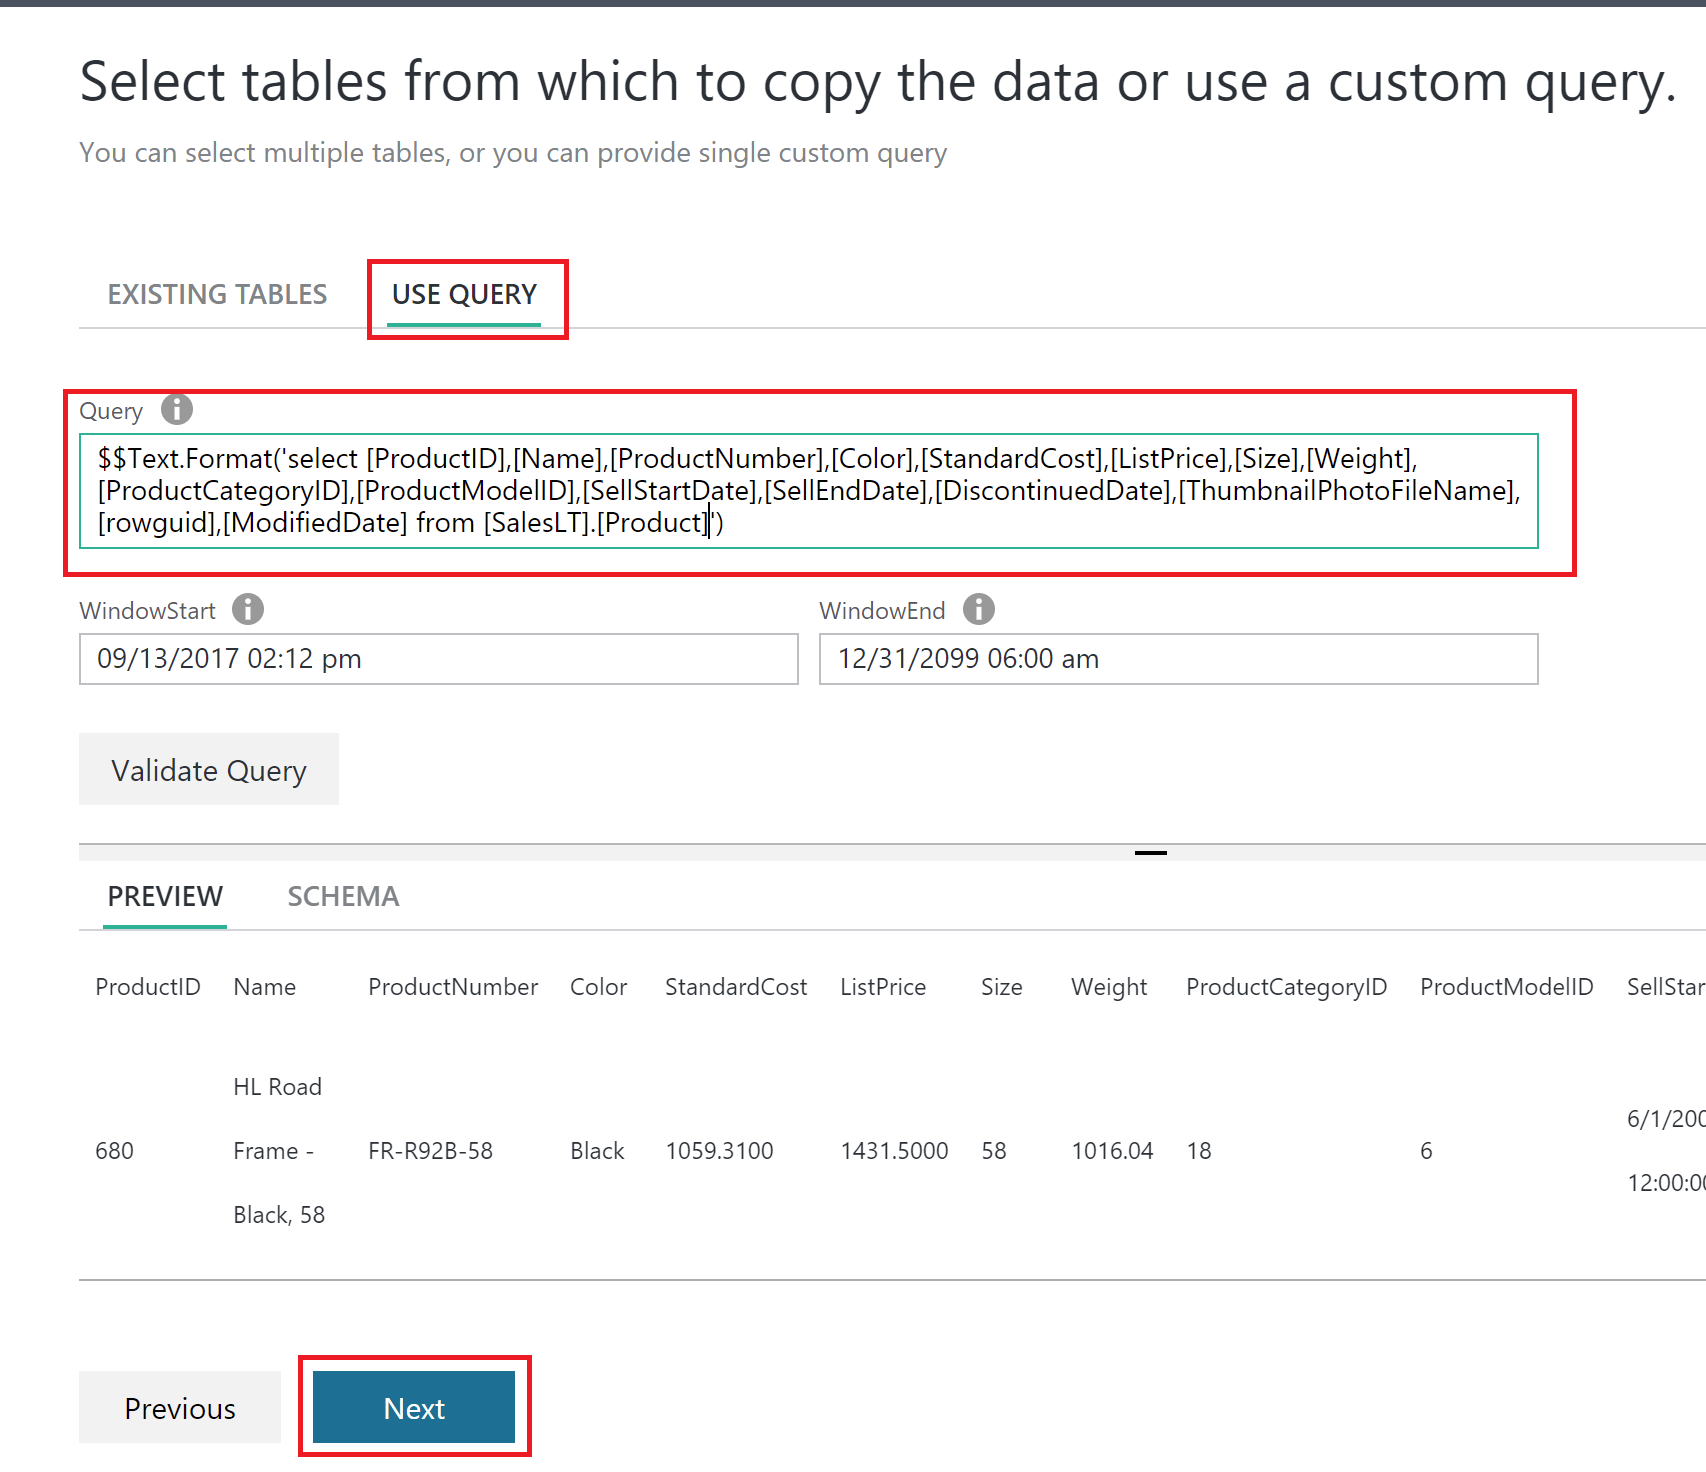 Select tables from which to copy the data or use a custom query.
You can select multiple tables, or you can provide single custom query
EXISTING TABLES USE QUERY
Query
$$Text.Format('select [ProductID],[Name],[ProductNumber],[Color],[StandardCost],[ListPrice],[Size],[Weight],
[ProductCategoryID],[ProductModelID],[SellStartDate],[SellEndDate],[DiscontinuedDate],[ThumbnailPhotoFileName],
[rowguid],[ModifiedDate] from [SalesLT].[Product]')
WindowStart WindowEnd
09/13/2017 02:12 pm 12/31/2099 06:00 am
Validate Query
PREVIEW SCHEMA
ProductID Name ProductNumber Color StandardCost ListPrice Size Weight ProductCategoryID ProductModelID SellStar
HL Road
6/1/200
680 Frame - FR-R92B-58 Black 1059.3100 1431.5000 58 1016.04 18 6
12:00:00
Black, 58
Previous Next